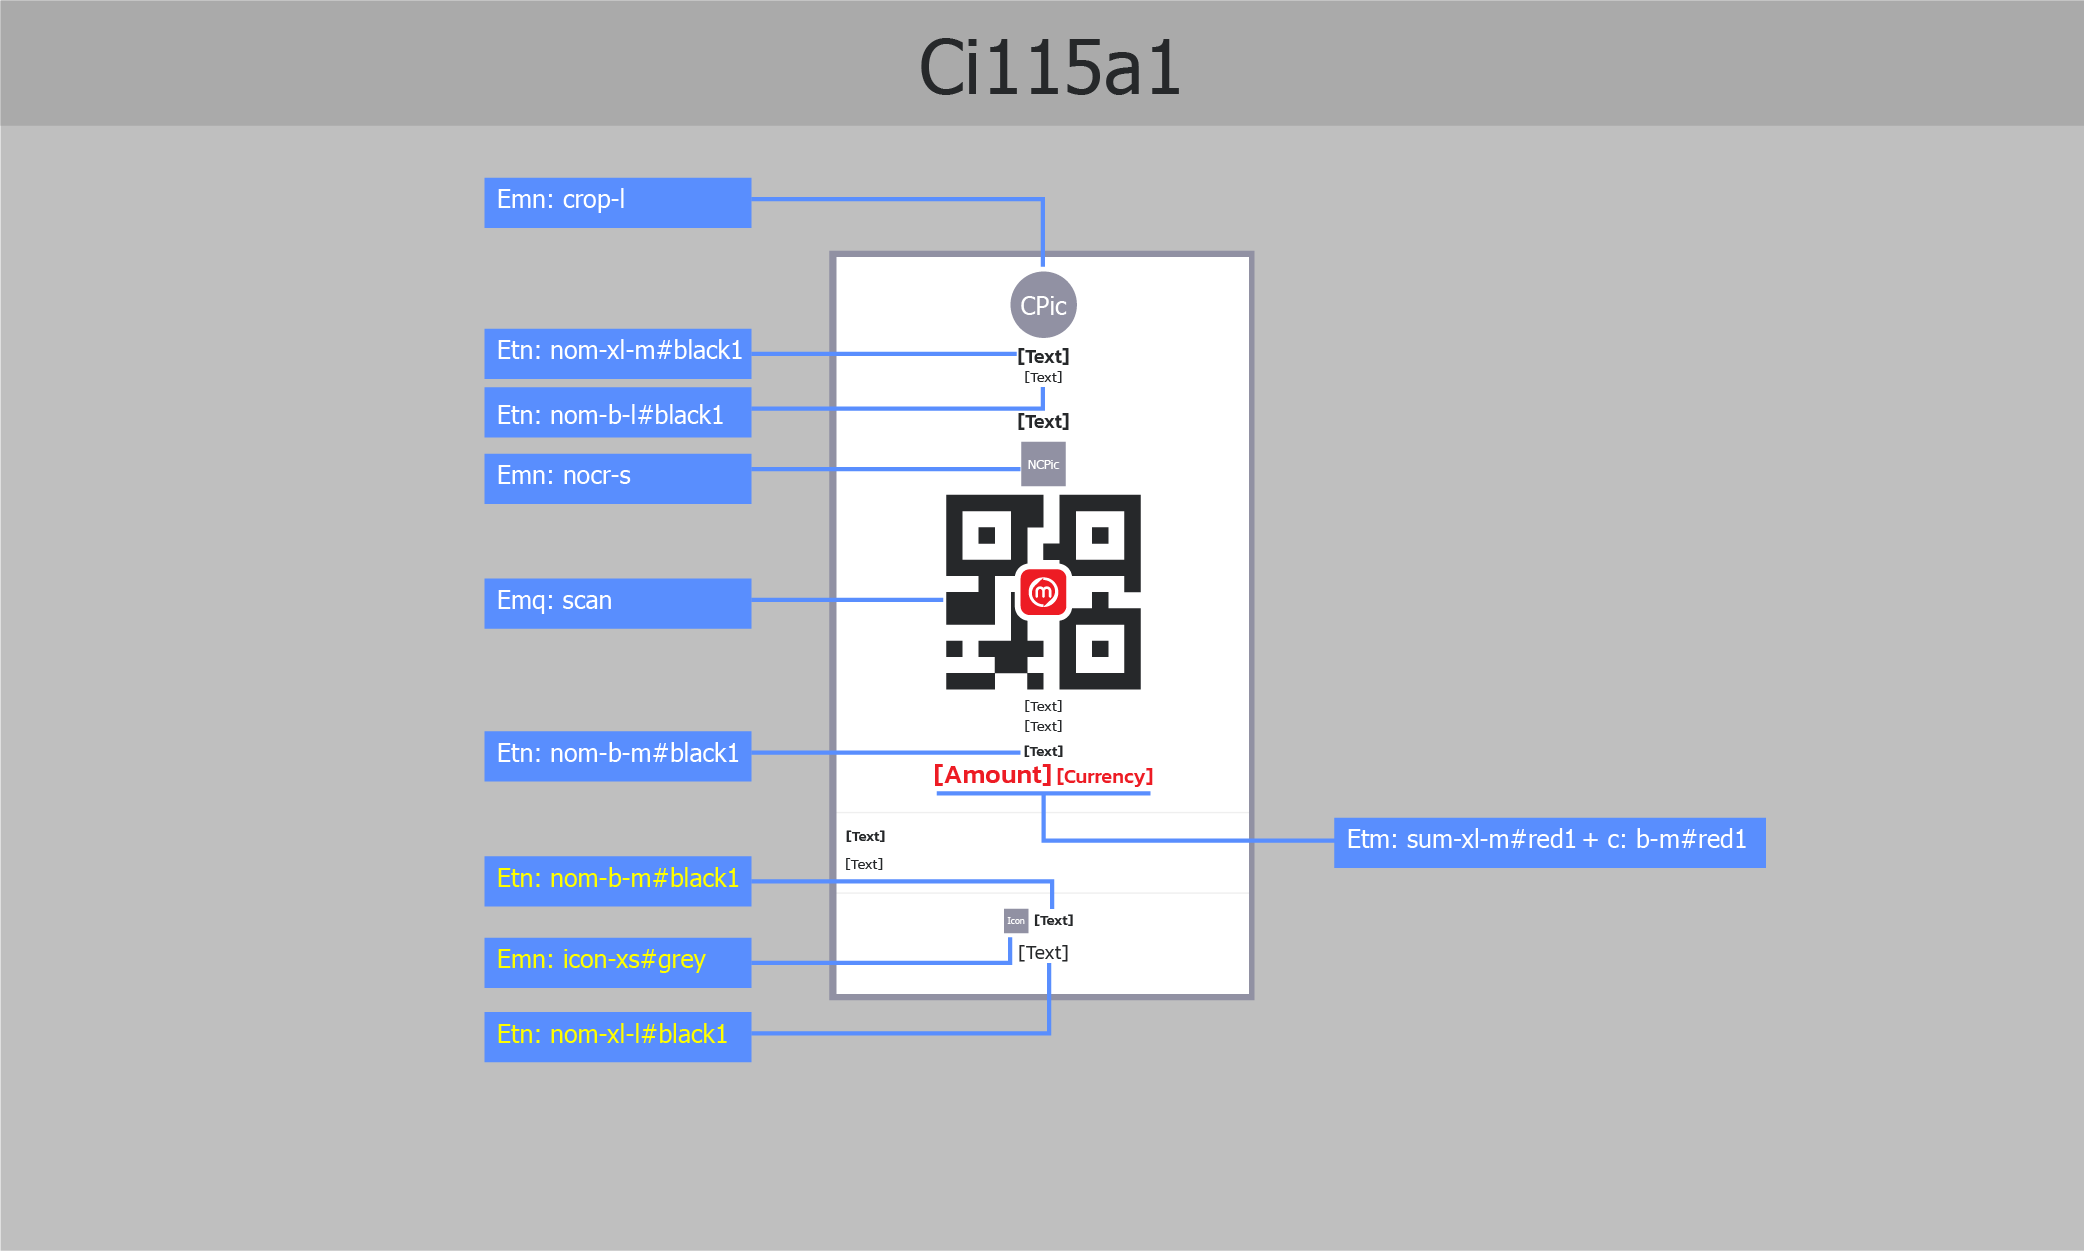 Ci115a1
Emn: crop-l
CPic
Etn: nom-xl-m#black1
[Text]
[Text]
Etn: nom-b-l#black1
[Text]
Emn: nocr-s
NCPic
Emq: scan
m
[Text]
[Text]
Etn: nom-b-m#black1
[Text]
[Amount] [Currency]
Etm: sum-xl-m#red1 + c: b-m#red1
[Text]
[Text]
Etn: nom-b-m#black1
Icon [Text]
Emn: icon-xs#grey
[Text]
Etn: nom-xl-l#black1